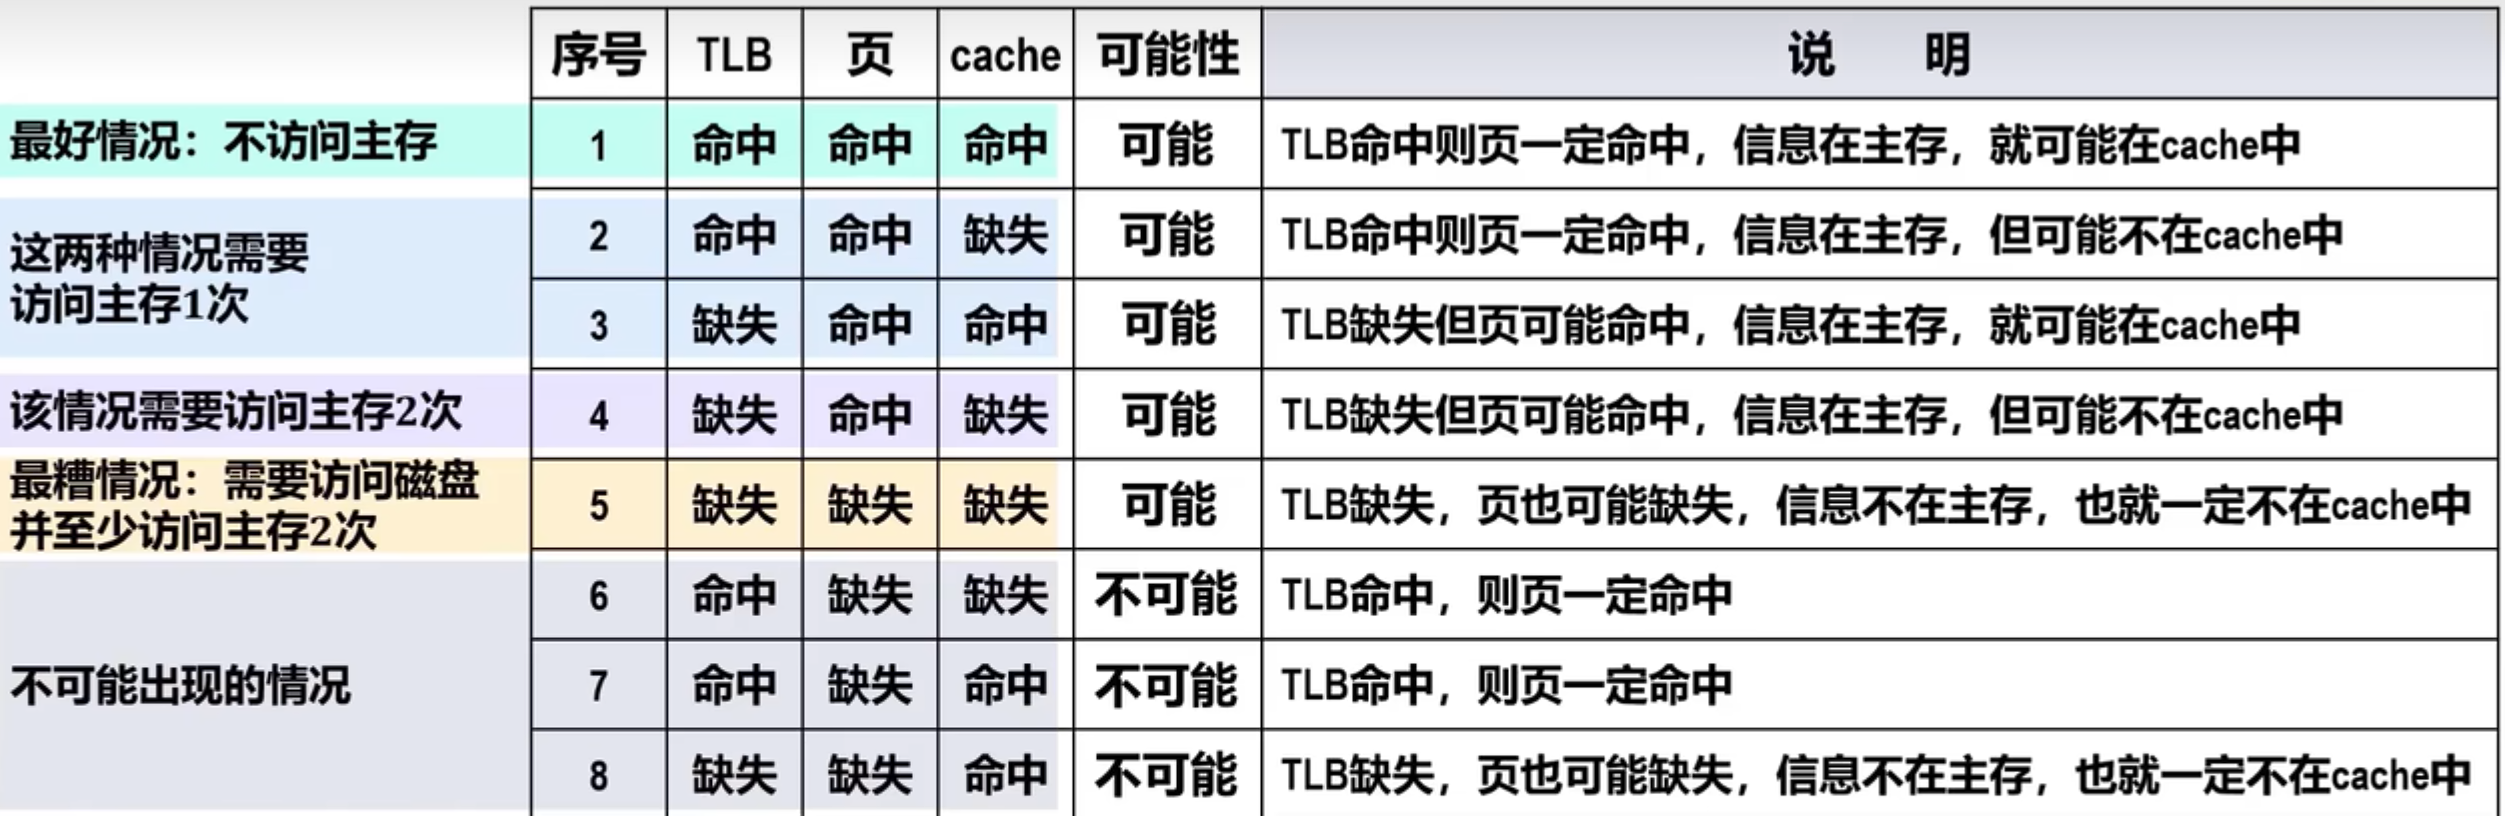 序号 TLB 页 cache 可能性 说 明
最好情况：不访问主存 1 命中 命中 命中 可能 TLB命中则页一定命中，信息在主存，就可能在cache中
这两种情况需要
访问主存1次
2 命中 命中 缺失 可能 TLB命中则页一定命中，信息在主存，但可能不在cache中
3 缺失 命中 命中 可能 TLB缺失但页可能命中，信息在主存，就可能在cache中
该情况需要访问主存2次 4 缺失 命中 缺失 可能 TLB缺失但页可能命中，信息在主存，但可能不在cache中
最糟情况：需要访问磁盘
并至少访问主存2次
5 缺失 缺失 缺失 可能 TLB缺失，页也可能缺失，信息不在主存，也就一定不在cache中
6 命中 缺失 缺失 不可能 TLB命中，则页一定命中
不可能出现的情况 7 命中 缺失 命中 不可能 TLB命中，则页一定命中
8 缺失 缺失 命中 不可能 TLB缺失，页也可能缺失，信息不在主存，也就一定不在cache中